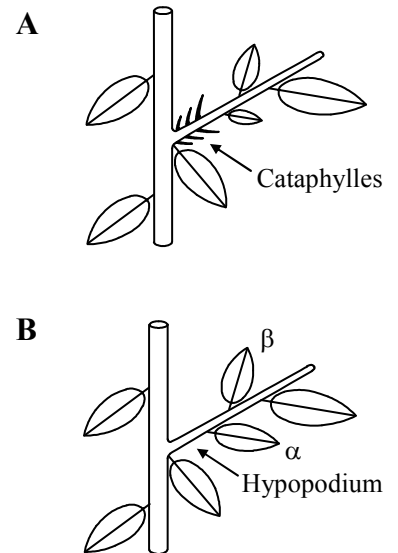 A
Cataphylles
B
β
α
Hypopodium